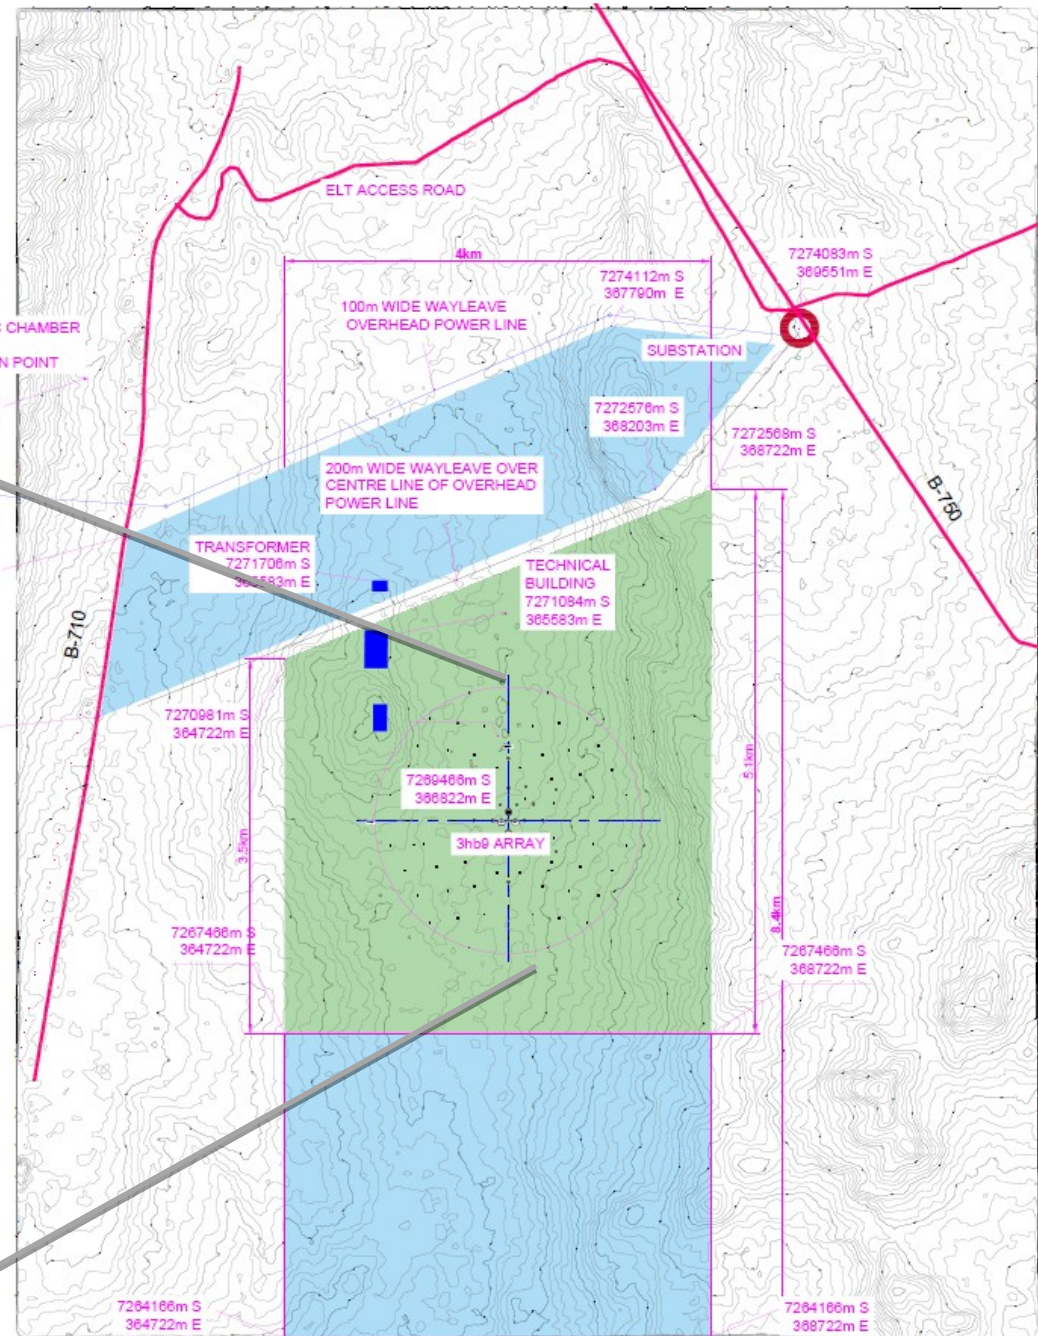 ELT ACCESS ROAD
4km
7274083m S
369551m E
7274112m S
367790m E
100m WIDE WAYLEAVE
OVERHEAD POWER LINE
CHAMBER
N POINT
SUBSTATION
7272576m S
368203m E
7272568m S
368722m E
200m WIDE WAYLEAVE OVER
CENTRE LINE OF OVERHEAD
POWER LINE
B-750
TRANSFORMER
7271706m S
365583m E
TECHNICAL
BUILDING
7271084m S
365583m E
B-710
7270981m S
364722m E
5.1km
7269466m S
366822m E
3hb9 ARRAY
3.5km
8.4km
7267466m S
364722m E
7267466m S
368722m E
7264166m S
364722m E
7264166m S
368722m E